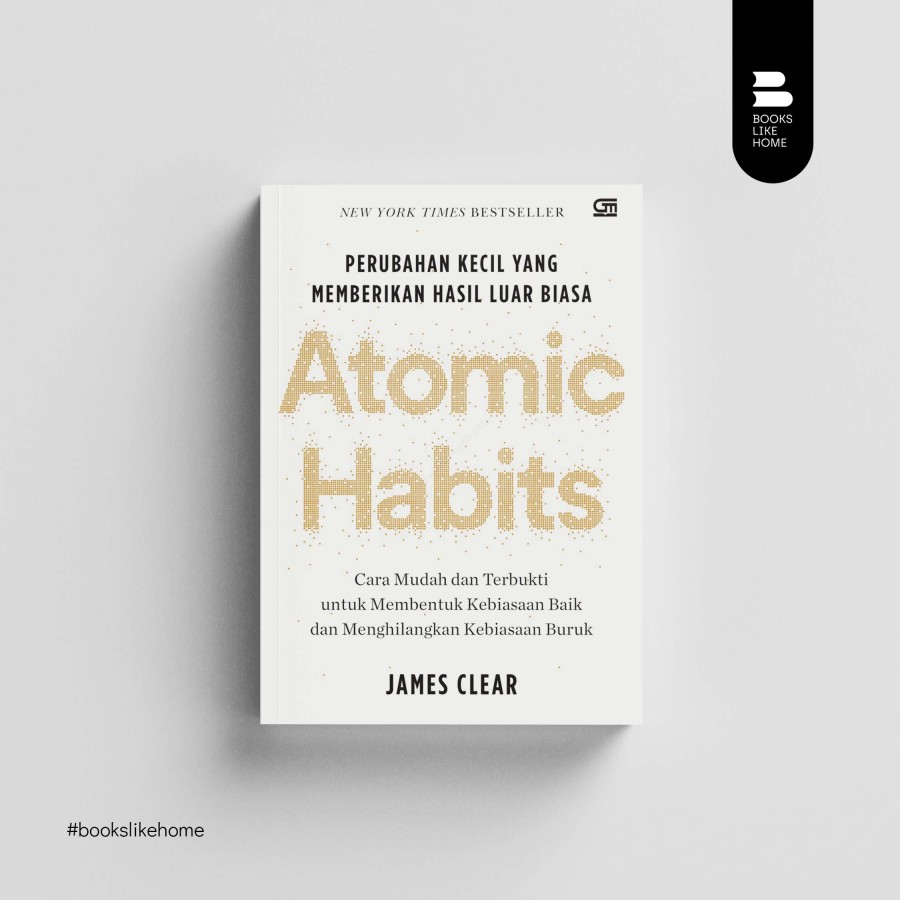 BOOKS
LIKE
HOME
NEW YORK TIMES BESTSELLER
GM
PERUBAHAN KECIL YANG
MEMBERIKAN HASIL LUAR BIASA
Atomic
Habits
Cara Mudah dan Terbukti
untuk Membentuk Kebiasaan Baik
dan Menghilangkan Kebiasaan Buruk
JAMES CLEAR
#bookslikehome